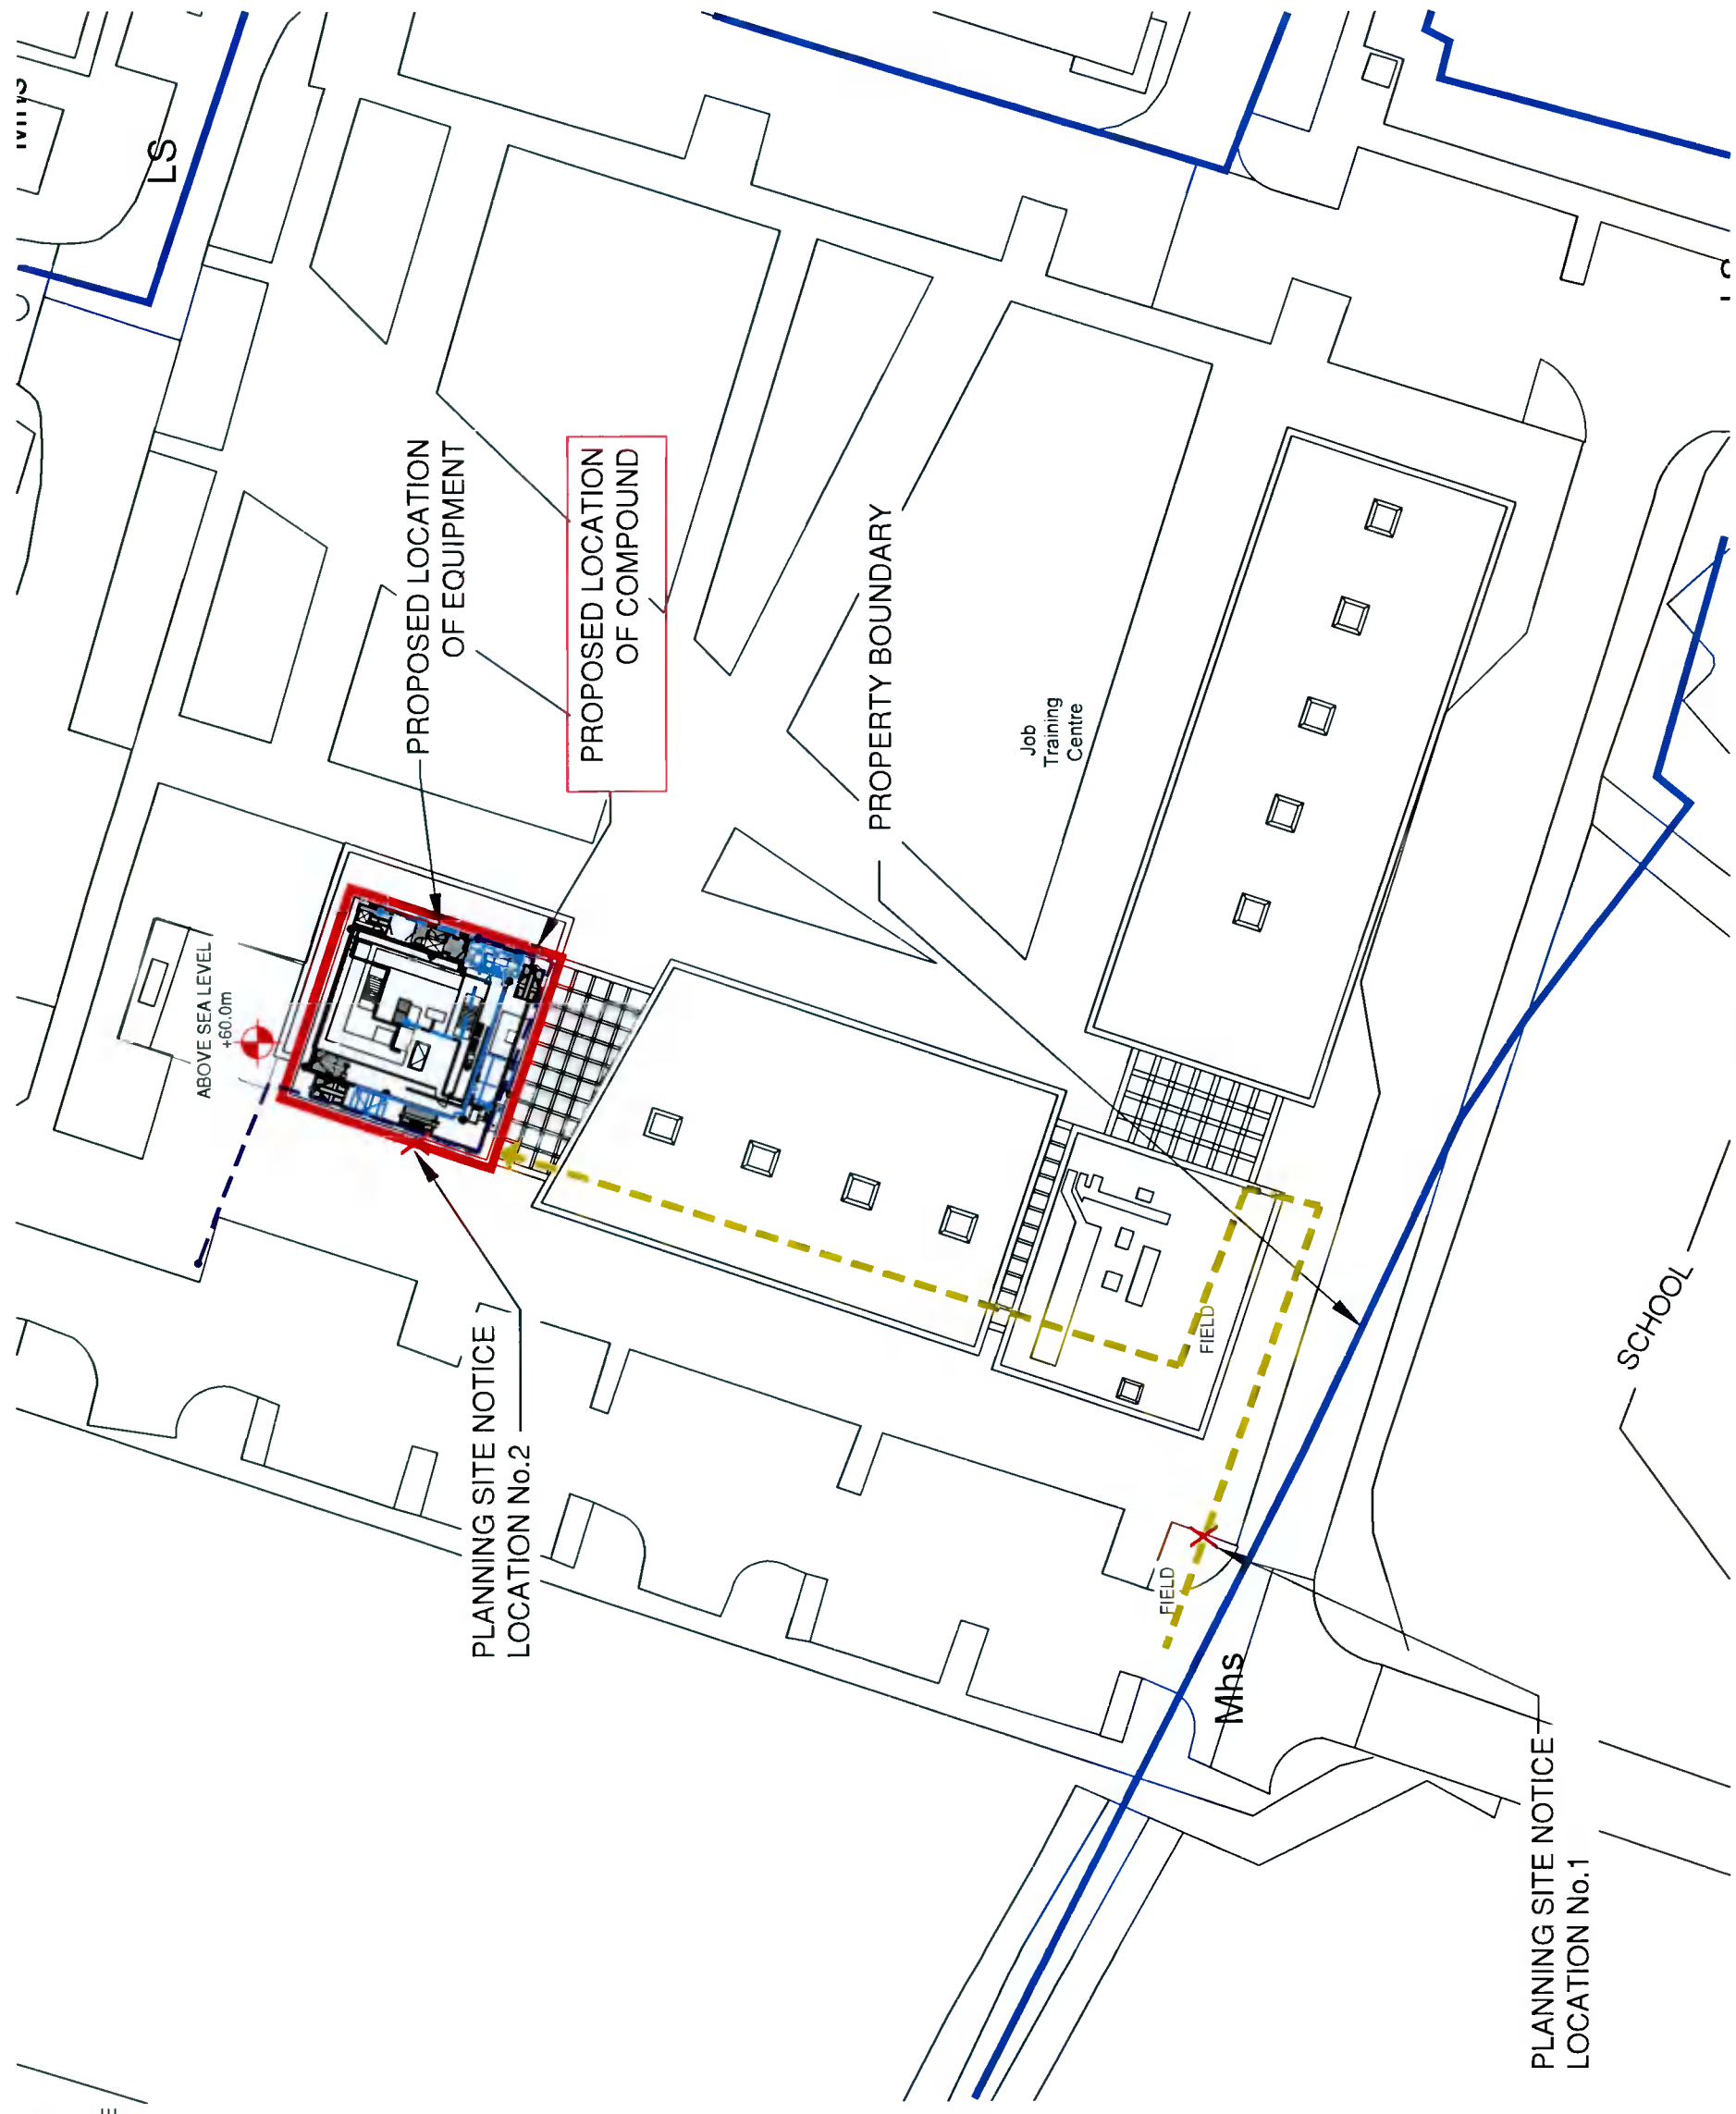 LS
PROPOSED LOCATION
OF EQUIPMENT
PROPOSED LOCATION
OF COMPOUND
PROPERTY BOUNDARY
Job
Training
Centre
ABOVE SEA LEVEL
+60.0m
PLANNING SITE NOTICE
LOCATION No.2
FIELD
FIELD
Mhs
SCHOOL
PLANNING SITE NOTICE
LOCATION No.1